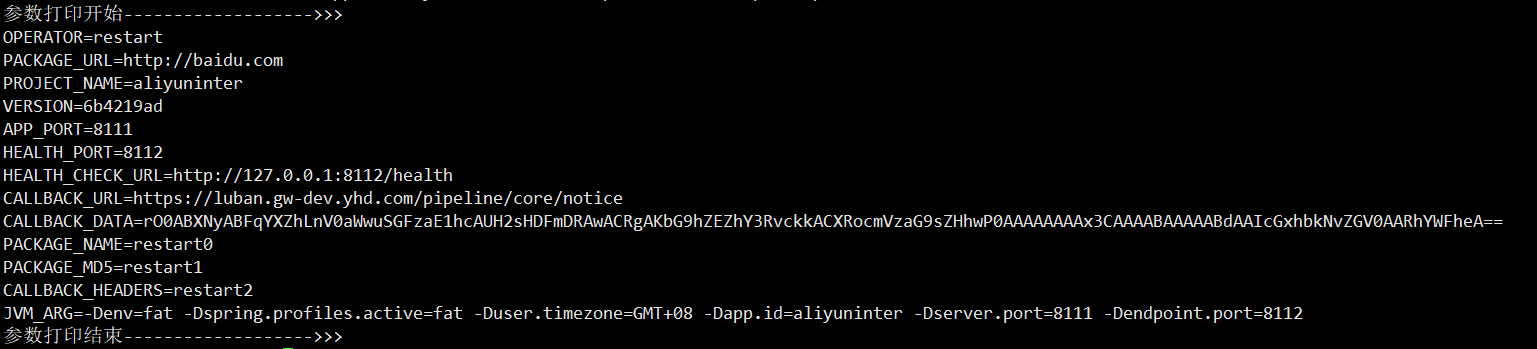 参数打印开始------------------->>>
OPERATOR=restart
PACKAGE_URL=http://baidu.com
PROJECT_NAME=aliyuninter
VERSION=6b4219ad
APP_PORT=8111
HEALTH_PORT=8112
HEALTH_CHECK_URL=http://127.0.0.1:8112/health
CALLBACK_URL=https://luban.gw-dev.yhd.com/pipeline/core/notice
CALLBACK_DATA=rO0ABXNyABFqYXZhLnV0aWwuSGFzaE1hcAUH2sHDFmDRAwACRgAKbG9hZEZhY3RvckkACXRocmVzaG9sZHhwP0AAAAAAAAx3CAAAABAAAAABdAAIcGxhbkNvZGV0AARhYWFheA==
PACKAGE_NAME=restart0
PACKAGE_MD5=restart1
CALLBACK_HEADERS=restart2
JVM_ARG=-Denv=fat -Dspring.profiles.active=fat -Duser.timezone=GMT+08 -Dapp.id=aliyuninter -Dserver.port=8111 -Dendpoint.port=8112
参数打印结束------------------->>>